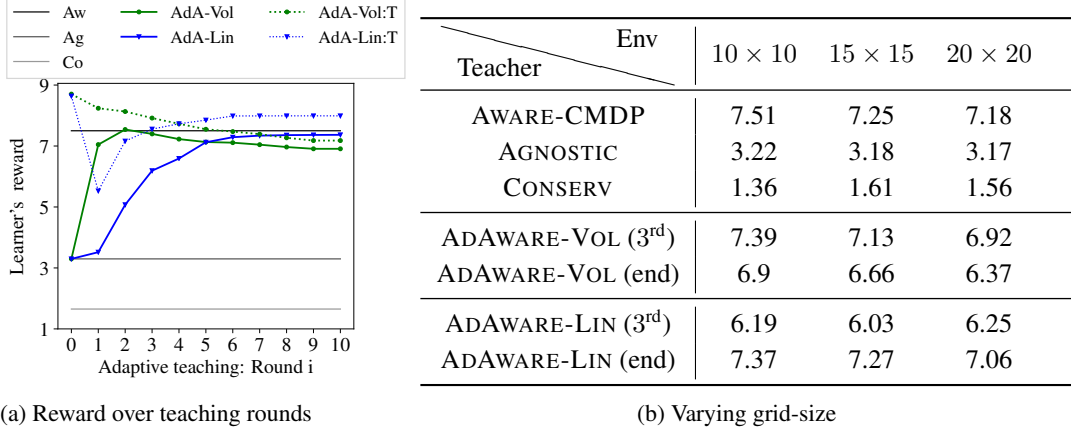 Aw AdA-Vol AdA-Vol:T
Ag AdA-Lin AdA-Lin:T
Co
9
7
5
3
1
Learner's reward
0 1 2 3 4 5 6 7 8 9 10
Adaptive teaching: Round i
(a) Reward over teaching rounds
Env
Teacher
10 × 10 15 × 15 20 × 20
AWARE-CMDP 7.51 7.25 7.18
AGNOSTIC 3.22 3.18 3.17
CONSERV 1.36 1.61 1.56
ADAWARE-VOL (3rd) 7.39 7.13 6.92
ADAWARE-VOL (end) 6.9 6.66 6.37
ADAWARE-LIN (3rd) 6.19 6.03 6.25
ADAWARE-LIN (end) 7.37 7.27 7.06
(b) Varying grid-size